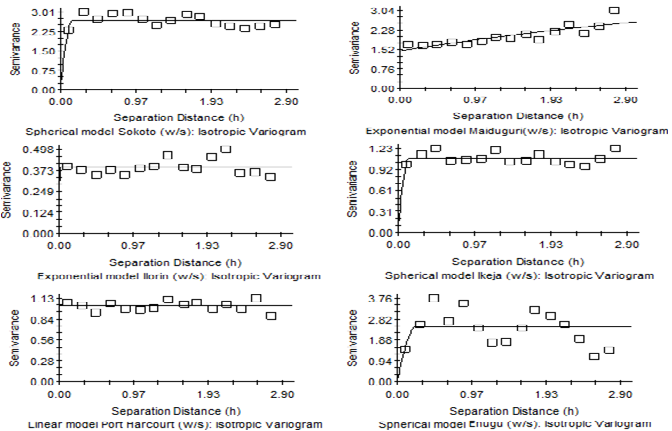 3.01
2.25
1.50
0.75
0.00
Semivariance
0.00 0.97 1.93 2.90
Separation Distance (h)
Spherical model Sokoto (w/s): Isotropic Variogram
3.04
2.28
1.52
0.76
0.00
Semivariance
0.00 0.97 1.93 2.90
Separation Distance (h)
Exponential model Maiduguri(w/s): Isotropic Variogram
0.498
0.373
0.249
0.124
0.000
Semivariance
0.00 0.97 1.93 2.90
Separation Distance (h)
Exponential model Ilorin (w/s): Isotropic Variogram
1.23
0.92
0.61
0.31
0.00
Semivariance
0.00 0.97 1.93 2.90
Separation Distance (h)
Spherical model Ikeja (w/s): Isotropic Variogram
1.13
0.84
0.56
0.28
0.00
Semivariance
0.00 0.97 1.93 2.90
Separation Distance (h)
Linear model Port Harcourt (w/s): Isotropic Variogram
3.76
2.82
1.88
0.94
0.00
Semivariance
0.00 0.97 1.93 2.90
Separation Distance (h)
Spherical model Enugu (w/s): Isotropic Variogram